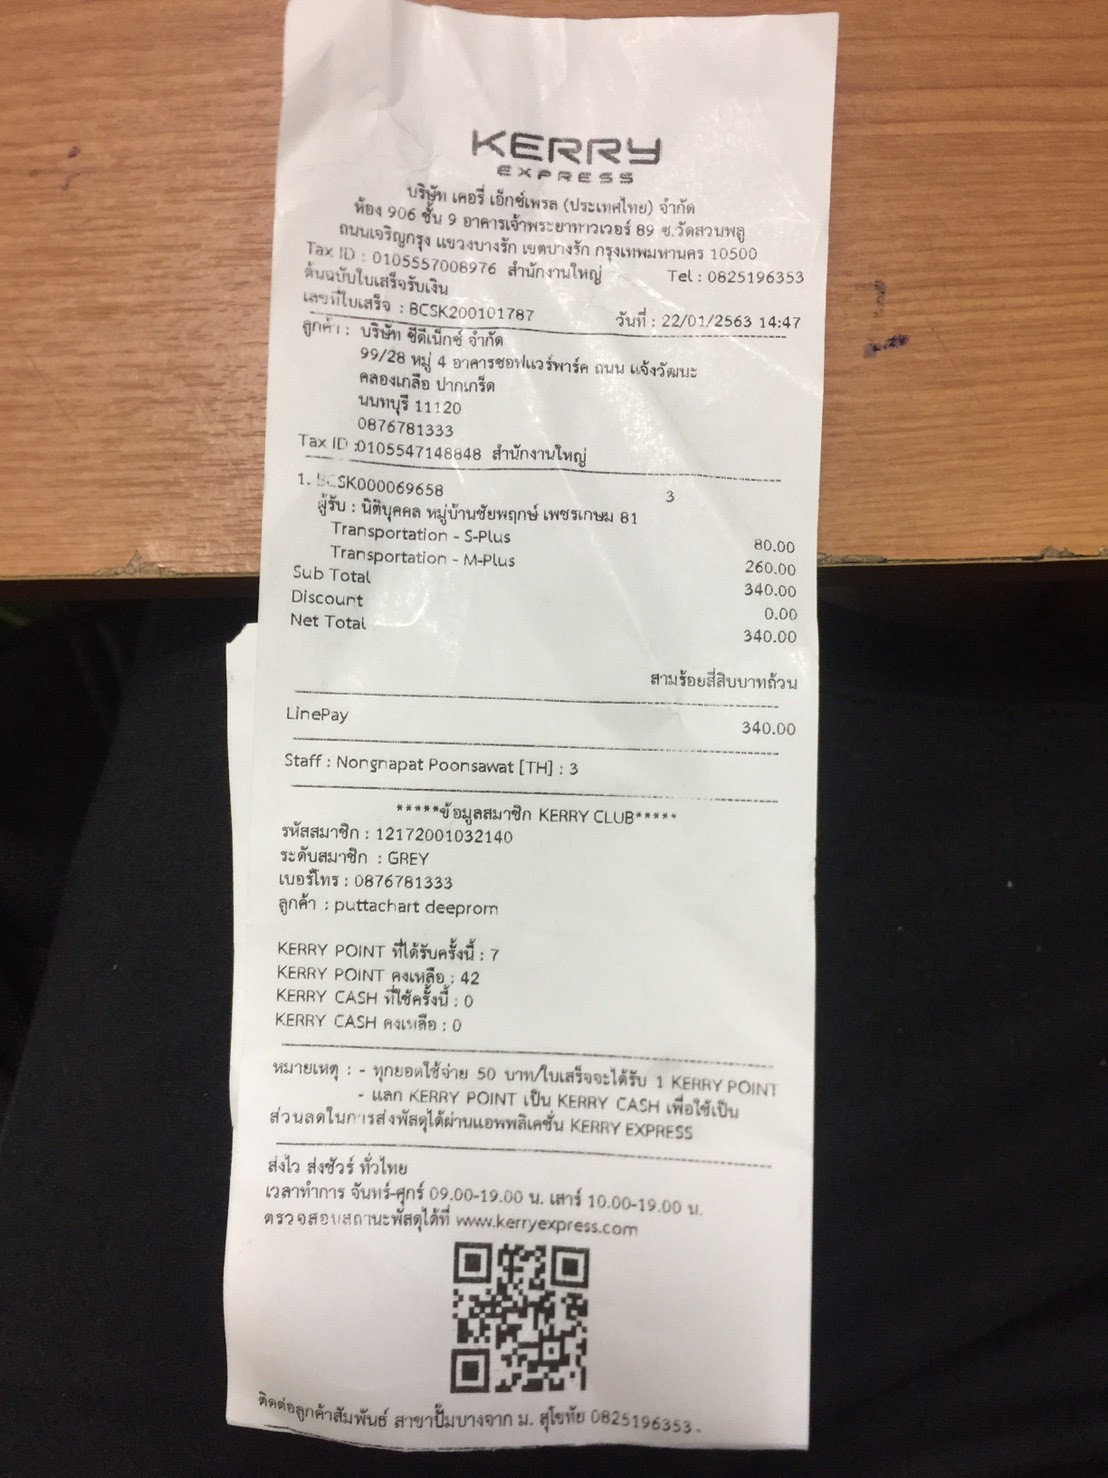 KERRY
EXPRESS
บริษัท เคอรี่ เอ็กซ์เพรส (ประเทศไทย) จำกัด
ห้อง 906 ชั้น 9 อาคารเจ้าพระยาทาวเวอร์ 89 ซ.วัดสวนพลู
ถนนเจริญกรุง แขวงบางรัก เขตบางรัก กรุงเทพมหานคร 10500
Tax ID : 0105557008976 สำนักงานใหญ่ Tel : 0825196353
ต้นฉบับใบเสร็จรับเงิน
เลขที่ใบเสร็จ : BCSK200101787 วันที่ : 22/01/2563 14:47
ลูกค้า : บริษัท ซีดีเน็กซ์ จำกัด
99/28 หมู่ 4 อาคารซอฟแวร์พาร์ค ถนน แจ้งวัฒนะ
คลองเกลือ ปากเกร็ด
นนทบุรี 11120
0876781333
Tax ID :0105547148848 สำนักงานใหญ่
1. BCSK000069658 3
ผู้รับ : นิติบุคคล หมู่บ้านชัยพฤกษ์ เพชรเกษม 81
Transportation - S-Plus 80.00
Transportation - M-Plus 260.00
Sub Total 340.00
Discount 0.00
Net Total 340.00
สามร้อยสี่สิบบาทถ้วน
LinePay 340.00
Staff : Nongnapat Poonsawat [TH] : 3
*****ข้อมูลสมาชิก KERRY CLUB*****
รหัสสมาชิก : 12172001032140
ระดับสมาชิก : GREY
เบอร์โทร : 0876781333
ลูกค้า : puttachart deeprom
KERRY POINT ที่ได้รับครั้งนี้ : 7
KERRY POINT คงเหลือ : 42
KERRY CASH ที่ใช้ครั้งนี้ : 0
KERRY CASH คงเหลือ : 0
หมายเหตุ : - ทุกยอดใช้จ่าย 50 บาท/ใบเสร็จจะได้รับ 1 KERRY POINT
- แลก KERRY POINT เป็น KERRY CASH เพื่อใช้เป็น
ส่วนลดในการส่งพัสดุได้ผ่านแอพพลิเคชั่น KERRY EXPRESS
ส่งไว ส่งชัวร์ ทั่วไทย
เวลาทำการ จันทร์-ศุกร์ 09.00-19.00 น. เสาร์ 10.00-19.00 น.
ตรวจสอบสถานะพัสดุได้ที่ www.kerryexpress.com
ติดต่อลูกค้าสัมพันธ์ สาขาปั๊มบางจาก ม. สุโขทัย 0825196353